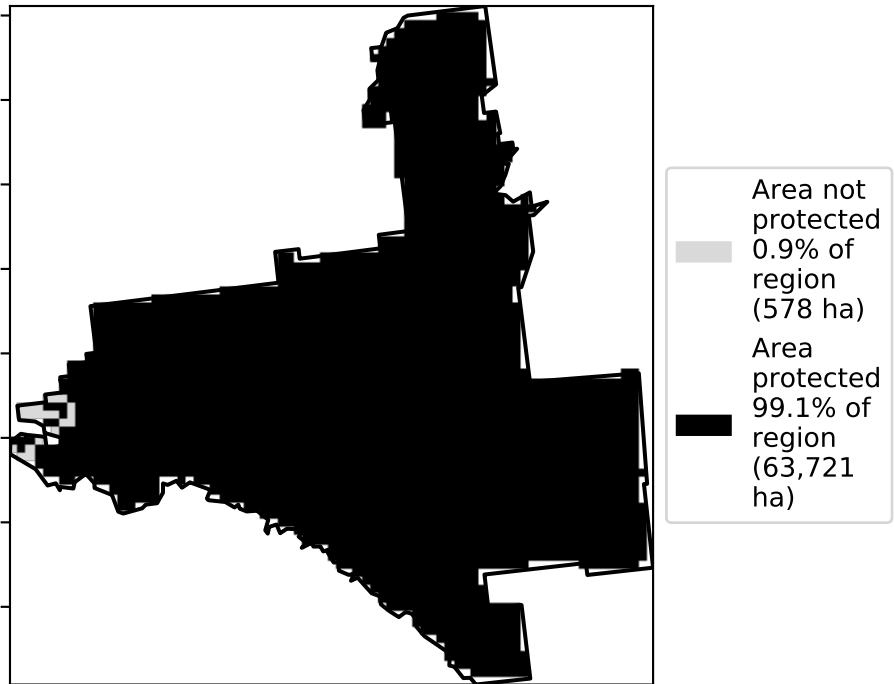 Area not
protected
0.9% of
region
(578 ha)
Area
protected
99.1% of
region
(63,721
ha)